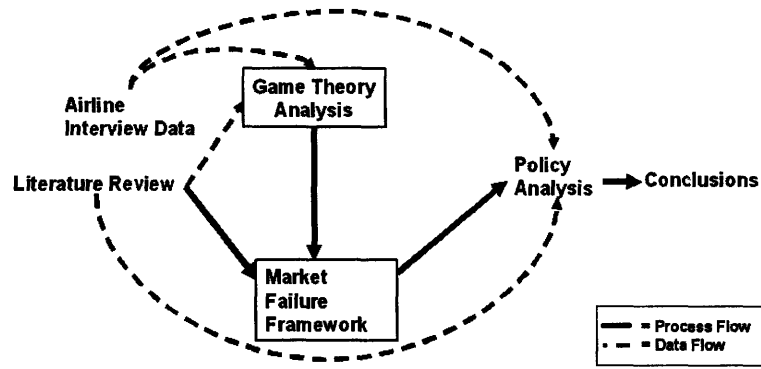 Game Theory
Analysis
Airline
Interview Data
Literature Review
Policy
Analysis
Conclusions
Market
Failure
Framework
= Process Flow
= Data Flow